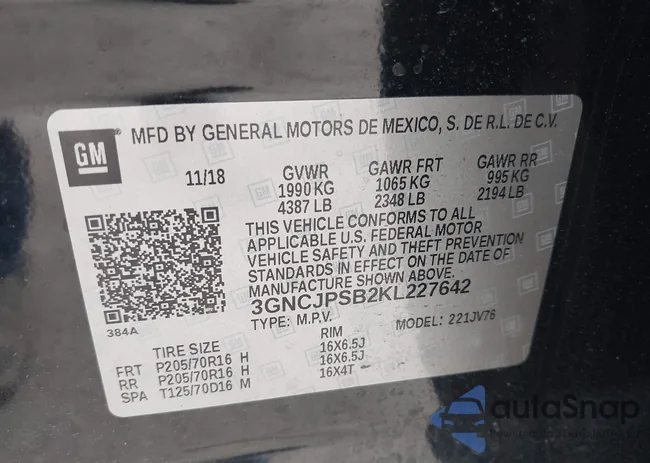 GM
MFD BY GENERAL MOTORS DE MEXICO, S. DE R.L. DE C.V.
11/18 GVWR GAWR FRT GAWR RR
1990 KG 1065 KG 995 KG
4387 LB 2348 LB 2194 LB
THIS VEHICLE CONFORMS TO ALL
APPLICABLE U.S. FEDERAL MOTOR
VEHICLE SAFETY AND THEFT PREVENTION
STANDARDS IN EFFECT ON THE DATE OF
MANUFACTURE SHOWN ABOVE.
3GNCJPSB2KL227642
384A
TYPE: M.P.V. MODEL: 221JV76
TIRE SIZE RIM
FRT P205/70R16 H 16X6.5J
RR P205/70R16 H 16X6.5J
SPA T125/70D16 M 16X4T
autoSnap